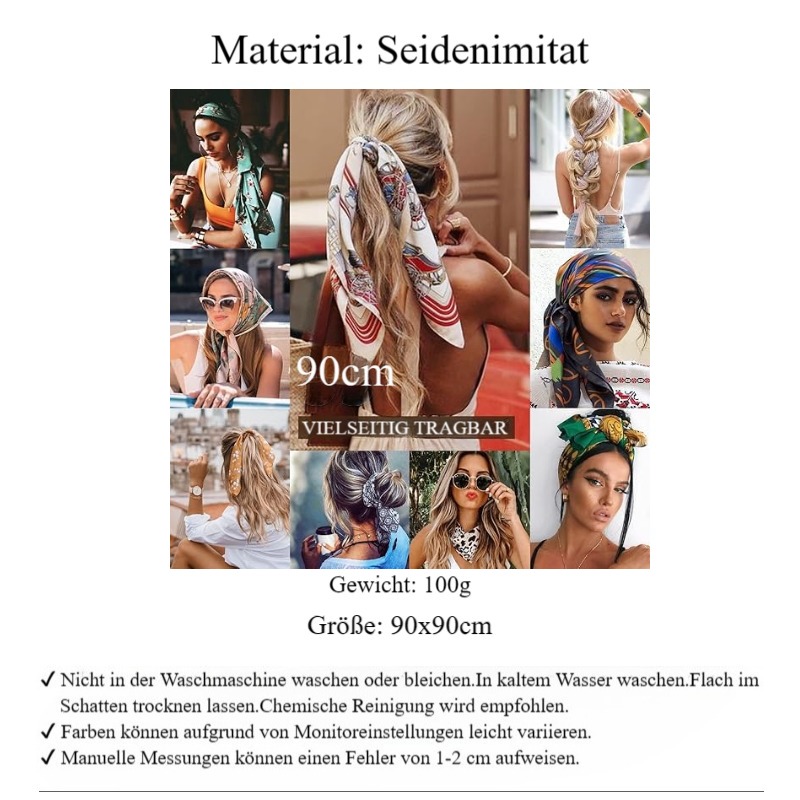 Material: Seidenimitat
90cm
VIELSEITIG TRAGBAR
Gewicht: 100g
Größe: 90x90cm
✓ Nicht in der Waschmaschine waschen oder bleichen.In kaltem Wasser waschen.Flach im
Schatten trocknen lassen.Chemische Reinigung wird empfohlen.
✓ Farben können aufgrund von Monitoreinstellungen leicht variieren.
✓ Manuelle Messungen können einen Fehler von 1-2 cm aufweisen.